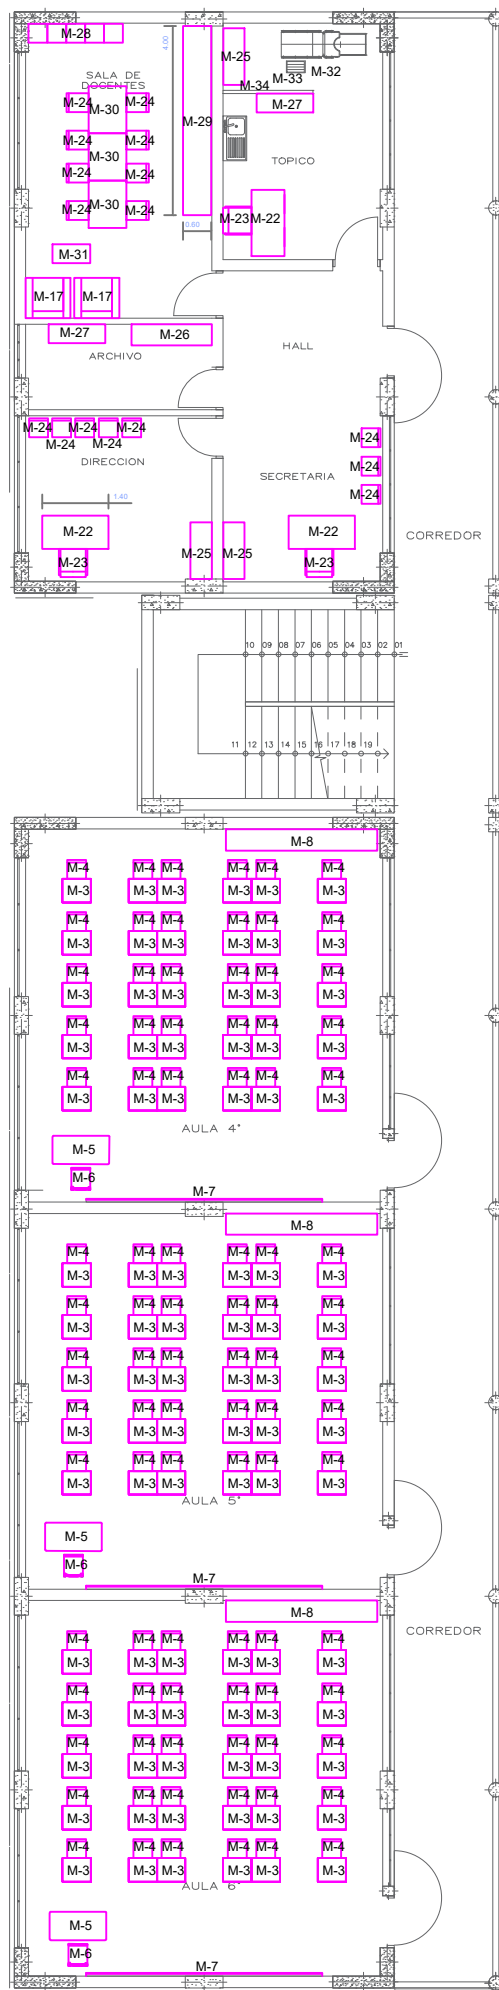 M-28
4.00
M-25
M-32
M-33
M-34
SALA DE
DOCENTES
M-24 M-30 M-24
M-27
M-29
M-24 M-30 M-24
TOPICO
M-24 M-24
M-30
M-24 M-24
M-23 M-22
0.60
M-31
M-17 M-17
M-27 M-26
HALL
ARCHIVO
M-24 M-24 M-24
M-24 M-24
M-24
DIRECCION
M-24
SECRETARIA
M-24
1.40
M-22 M-25 M-25 M-22
CORREDOR
M-23 M-23
10 09 08 07 06 05 04 03 02 01
11 12 13 14 15 16 17 18 19
M-8
M-4 M-4 M-4 M-4 M-4 M-4
M-3 M-3 M-3 M-3 M-3 M-3
M-4 M-4 M-4 M-4 M-4 M-4
M-3 M-3 M-3 M-3 M-3 M-3
M-4 M-4 M-4 M-4 M-4 M-4
M-3 M-3 M-3 M-3 M-3 M-3
M-4 M-4 M-4 M-4 M-4 M-4
M-3 M-3 M-3 M-3 M-3 M-3
M-4 M-4 M-4 M-4 M-4 M-4
M-3 M-3 M-3 M-3 M-3 M-3
AULA 4°
M-5
M-6
M-7
M-8
M-4 M-4 M-4 M-4 M-4 M-4
M-3 M-3 M-3 M-3 M-3 M-3
M-4 M-4 M-4 M-4 M-4 M-4
M-3 M-3 M-3 M-3 M-3 M-3
M-4 M-4 M-4 M-4 M-4 M-4
M-3 M-3 M-3 M-3 M-3 M-3
M-4 M-4 M-4 M-4 M-4 M-4
M-3 M-3 M-3 M-3 M-3 M-3
M-4 M-4 M-4 M-4 M-4 M-4
M-3 M-3 M-3 M-3 M-3 M-3
AULA 5°
M-5
M-6
M-7
M-8
CORREDOR
M-4 M-4 M-4 M-4 M-4 M-4
M-3 M-3 M-3 M-3 M-3 M-3
M-4 M-4 M-4 M-4 M-4 M-4
M-3 M-3 M-3 M-3 M-3 M-3
M-4 M-4 M-4 M-4 M-4 M-4
M-3 M-3 M-3 M-3 M-3 M-3
M-4 M-4 M-4 M-4 M-4 M-4
M-3 M-3 M-3 M-3 M-3 M-3
M-4 M-4 M-4 M-4 M-4 M-4
M-3 M-3 M-3 M-3 M-3 M-3
AULA 6°
M-5
M-6
M-7